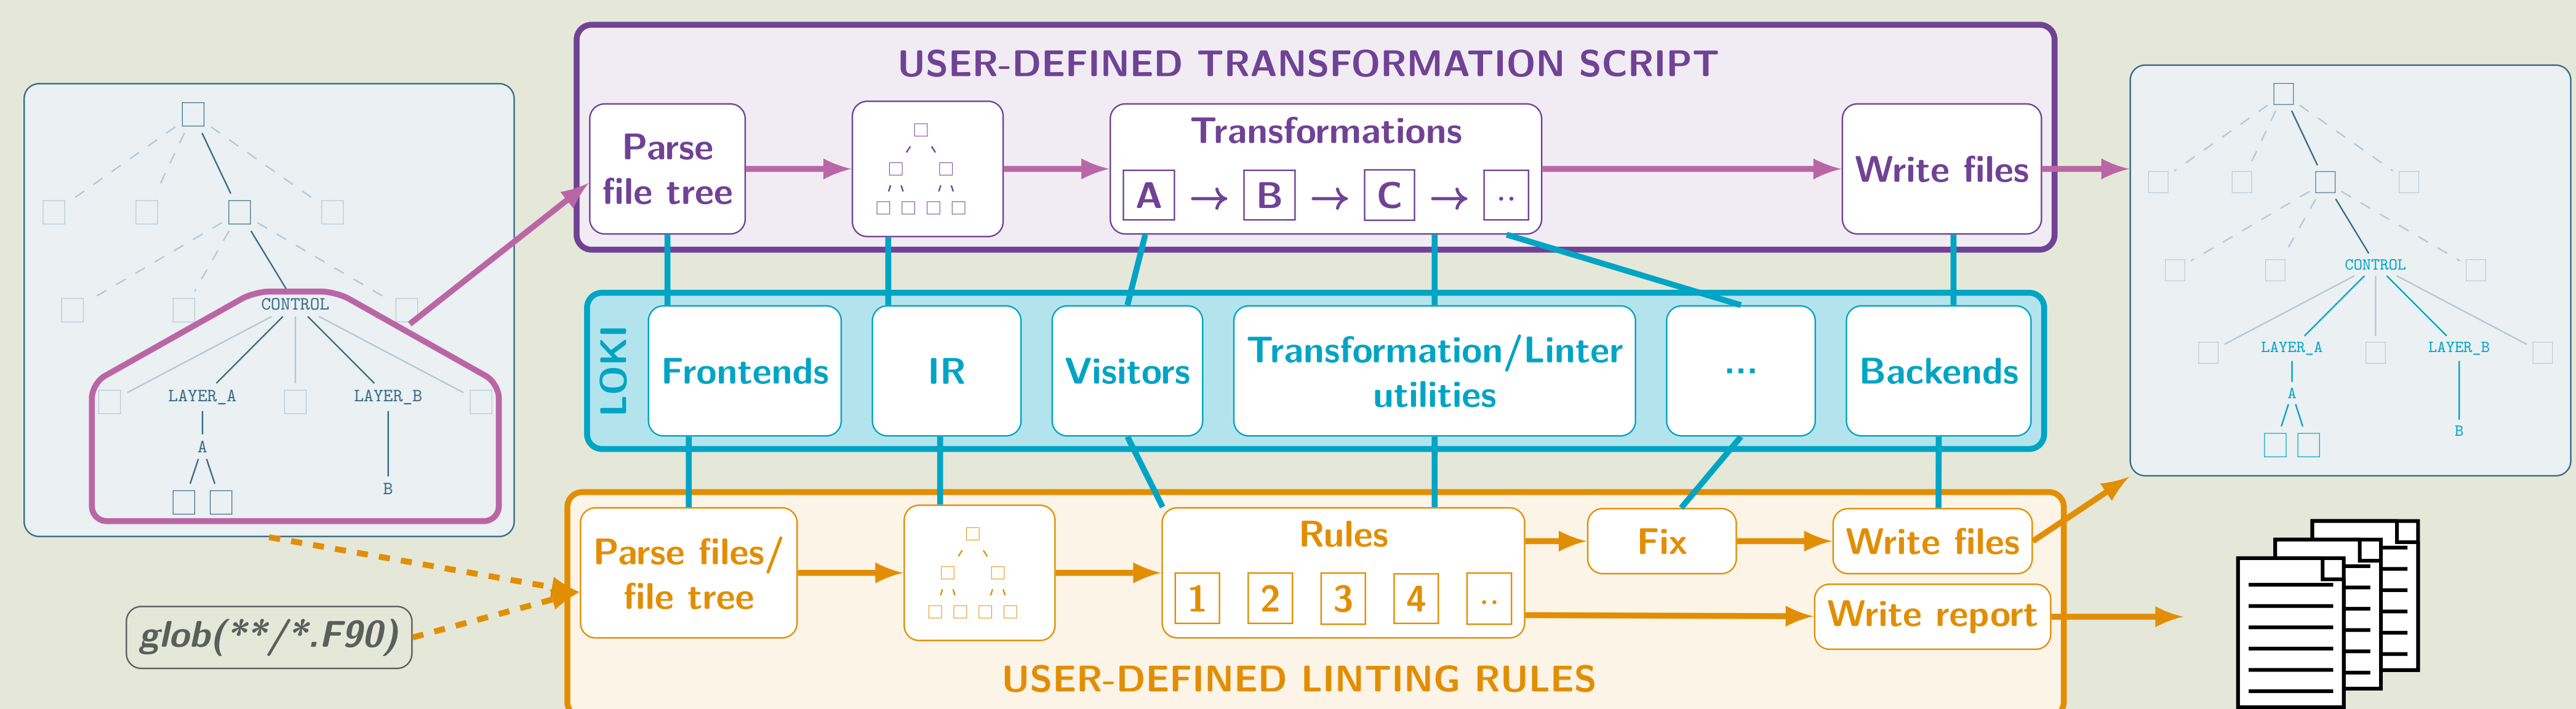 USER-DEFINED TRANSFORMATION SCRIPT
Parse
file tree
Transformations
A → B → C → ..
Write files
CONTROL
LAYER_A LAYER_B
A
B
LOKI
Frontends
IR
Visitors
Transformation/Linter
utilities
...
Backends
CONTROL
LAYER_A LAYER_B
A
B
glob(**/*.F90)
Parse files/
file tree
Rules
1 2 3 4 ..
Fix
Write files
Write report
USER-DEFINED LINTING RULES